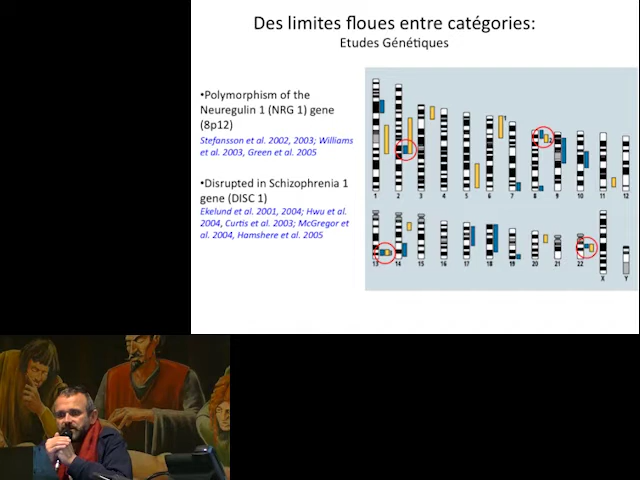 Des limites floues entre catégories:
Etudes Génétiques
•Polymorphism of the
Neuregulin 1 (NRG 1) gene
(8p12)
Stefansson et al. 2002, 2003; Williams
et al. 2003, Green et al. 2005
•Disrupted in Schizophrenia 1
gene (DISC 1)
Ekelund et al. 2001, 2004; Hwu et al.
2004, Curtis et al. 2003; McGregor et
al. 2004, Hamshere et al. 2005
1 2 3 4 5 6 7 8 9 10 11 12
13 14 15 16 17 18 19 20 21 22 X Y